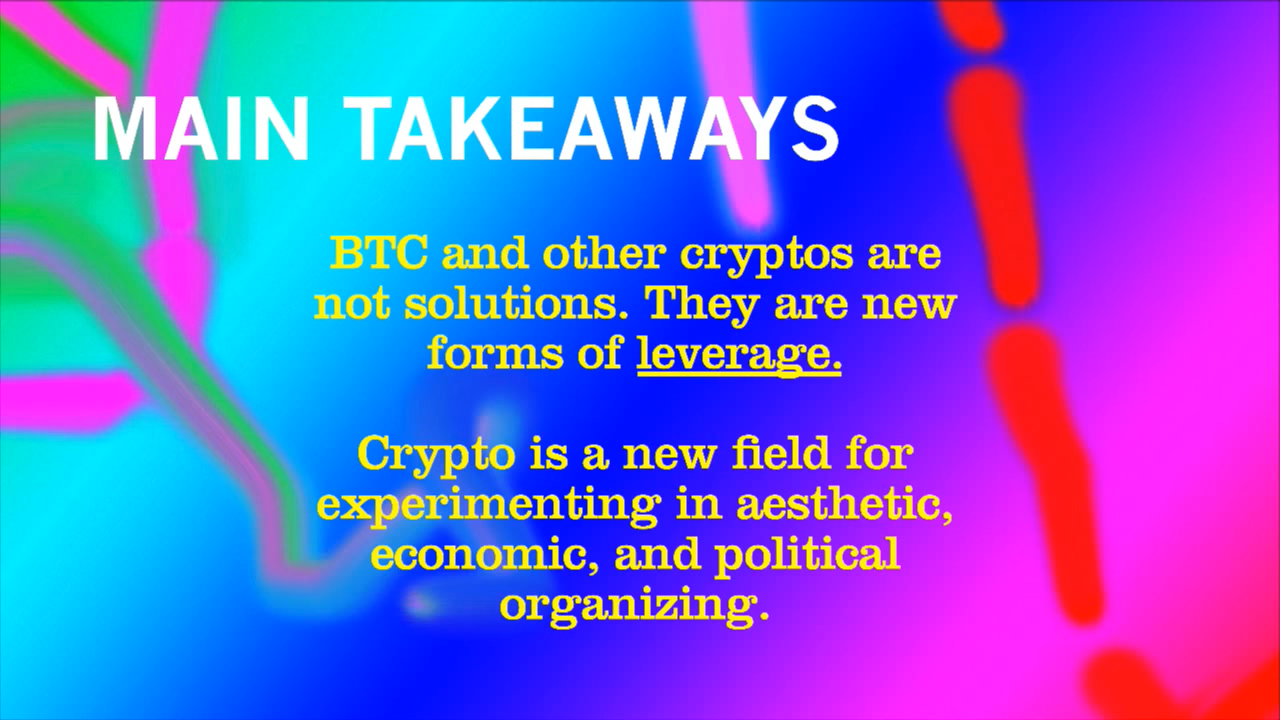 MAIN TAKEAWAYS
BTC and other cryptos are
not solutions. They are new
forms of leverage.
Crypto is a new field for
experimenting in aesthetic,
economic, and political
organizing.